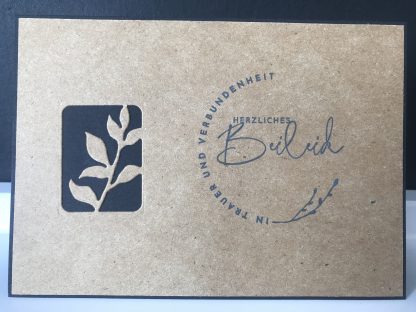 IN TRAUER UND VERBUNDENHEIT
HERZLICHES
Beileid